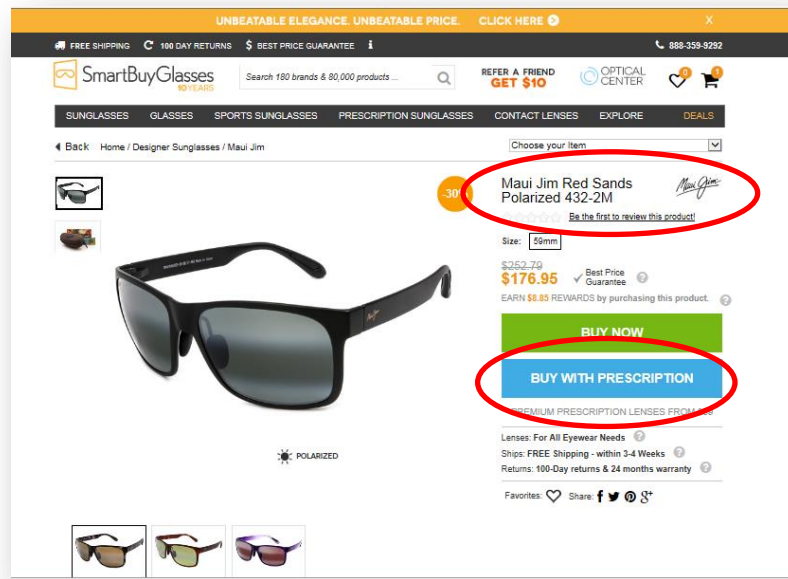 UNBEATABLE ELEGANCE. UNBEATABLE PRICE. CLICK HERE X
FREE SHIPPING 100 DAY RETURNS $ BEST PRICE GUARANTEE i 888-359-9292
SmartBuyGlasses
10 YEARS
Search 180 brands & 80,000 products ...
REFER A FRIEND
GET $10
OPTICAL
CENTER
0
1
SUNGLASSES GLASSES SPORTS SUNGLASSES PRESCRIPTION SUNGLASSES CONTACT LENSES EXPLORE DEALS
Back Home / Designer Sunglasses / Maui Jim
Choose your Item
-30%
Maui Jim Red Sands
Polarized 432-2M
Maui Jim
Be the first to review this product!
Size: 59mm
$252.79
$176.95
Best Price
Guarantee ?
EARN $8.85 REWARDS by purchasing this product. ?
BUY NOW
BUY WITH PRESCRIPTION
PREMIUM PRESCRIPTION LENSES FROM
Lenses: For All Eyewear Needs ?
Ships: FREE Shipping - within 3-4 Weeks ?
Returns: 100-Day returns & 24 months warranty ?
Favorites: Share: f g+
POLARIZED